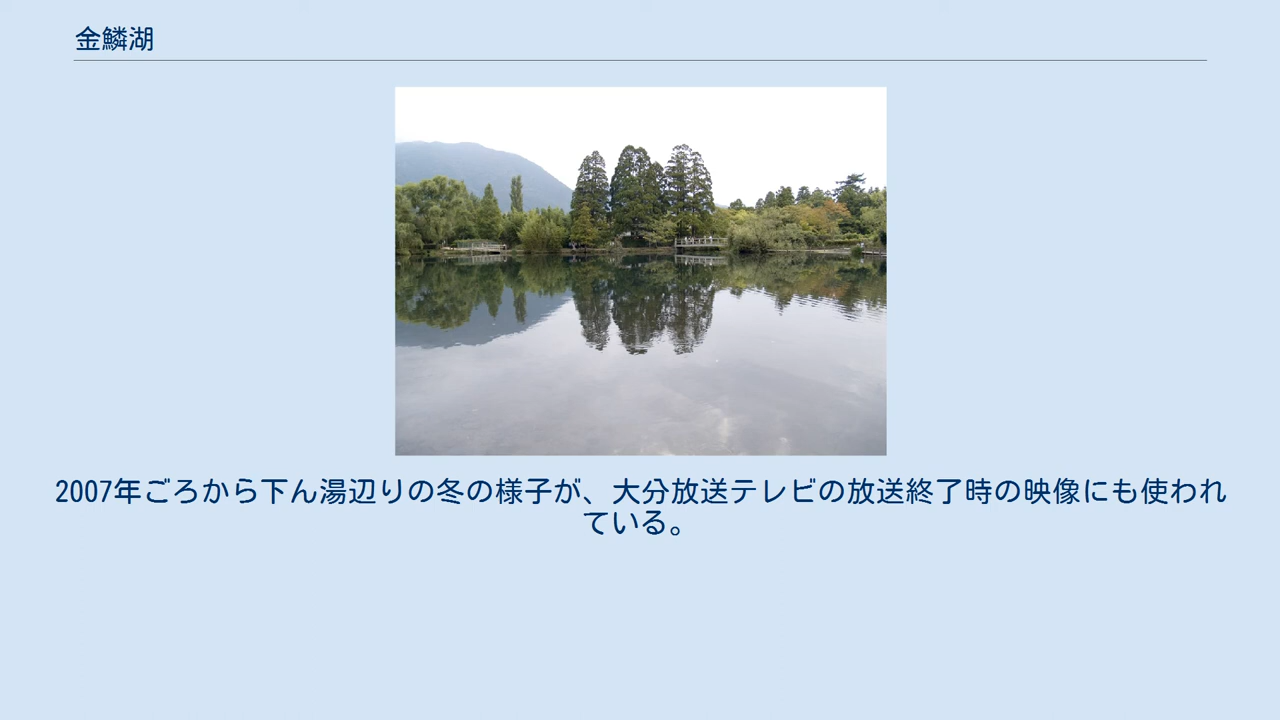 金鱗湖
2007年ごろから下ん湯辺りの冬の様子が、大分放送テレビの放送終了時の映像にも使われ
ている。